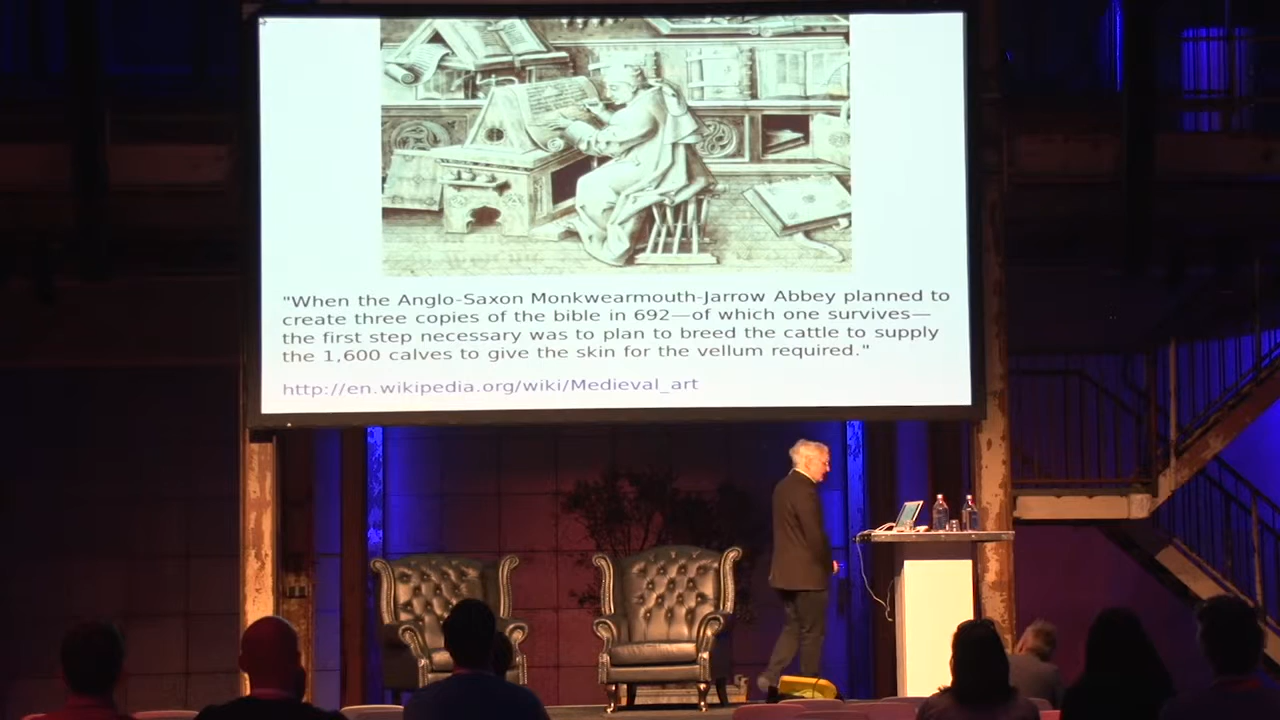 "When the Anglo-Saxon Monkwearmouth-Jarrow Abbey planned to
create three copies of the bible in 692—of which one survives—
the first step necessary was to plan to breed the cattle to supply
the 1,600 calves to give the skin for the vellum required."
http://en.wikipedia.org/wiki/Medieval_art